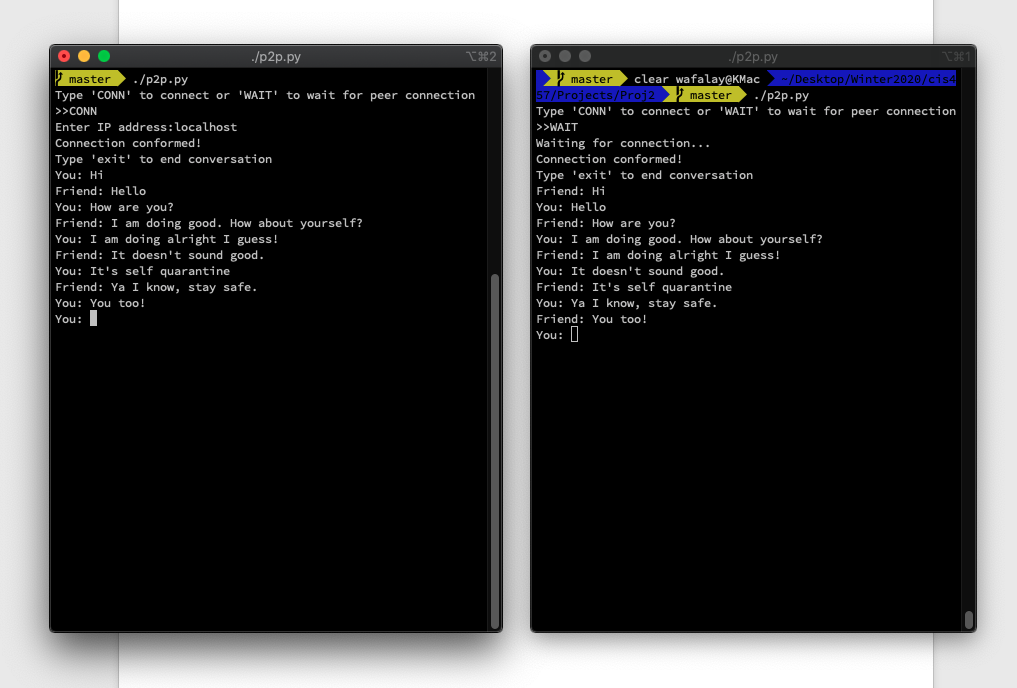 ./p2p.py ⌥⌘2
master ./p2p.py
Type 'CONN' to connect or 'WAIT' to wait for peer connection
>>CONN
Enter IP address:localhost
Connection conformed!
Type 'exit' to end conversation
You: Hi
Friend: Hello
You: How are you?
Friend: I am doing good. How about yourself?
You: I am doing alright I guess!
Friend: It doesn't sound good.
You: It's self quarantine
Friend: Ya I know, stay safe.
You: You too!
You:
./p2p.py ⌥⌘1
master clear wafalay@KMac ~/Desktop/Winter2020/cis4
57/Projects/Proj2 master ./p2p.py
Type 'CONN' to connect or 'WAIT' to wait for peer connection
>>WAIT
Waiting for connection...
Connection conformed!
Type 'exit' to end conversation
Friend: Hi
You: Hello
Friend: How are you?
You: I am doing good. How about yourself?
Friend: I am doing alright I guess!
You: It doesn't sound good.
Friend: It's self quarantine
You: Ya I know, stay safe.
Friend: You too!
You: